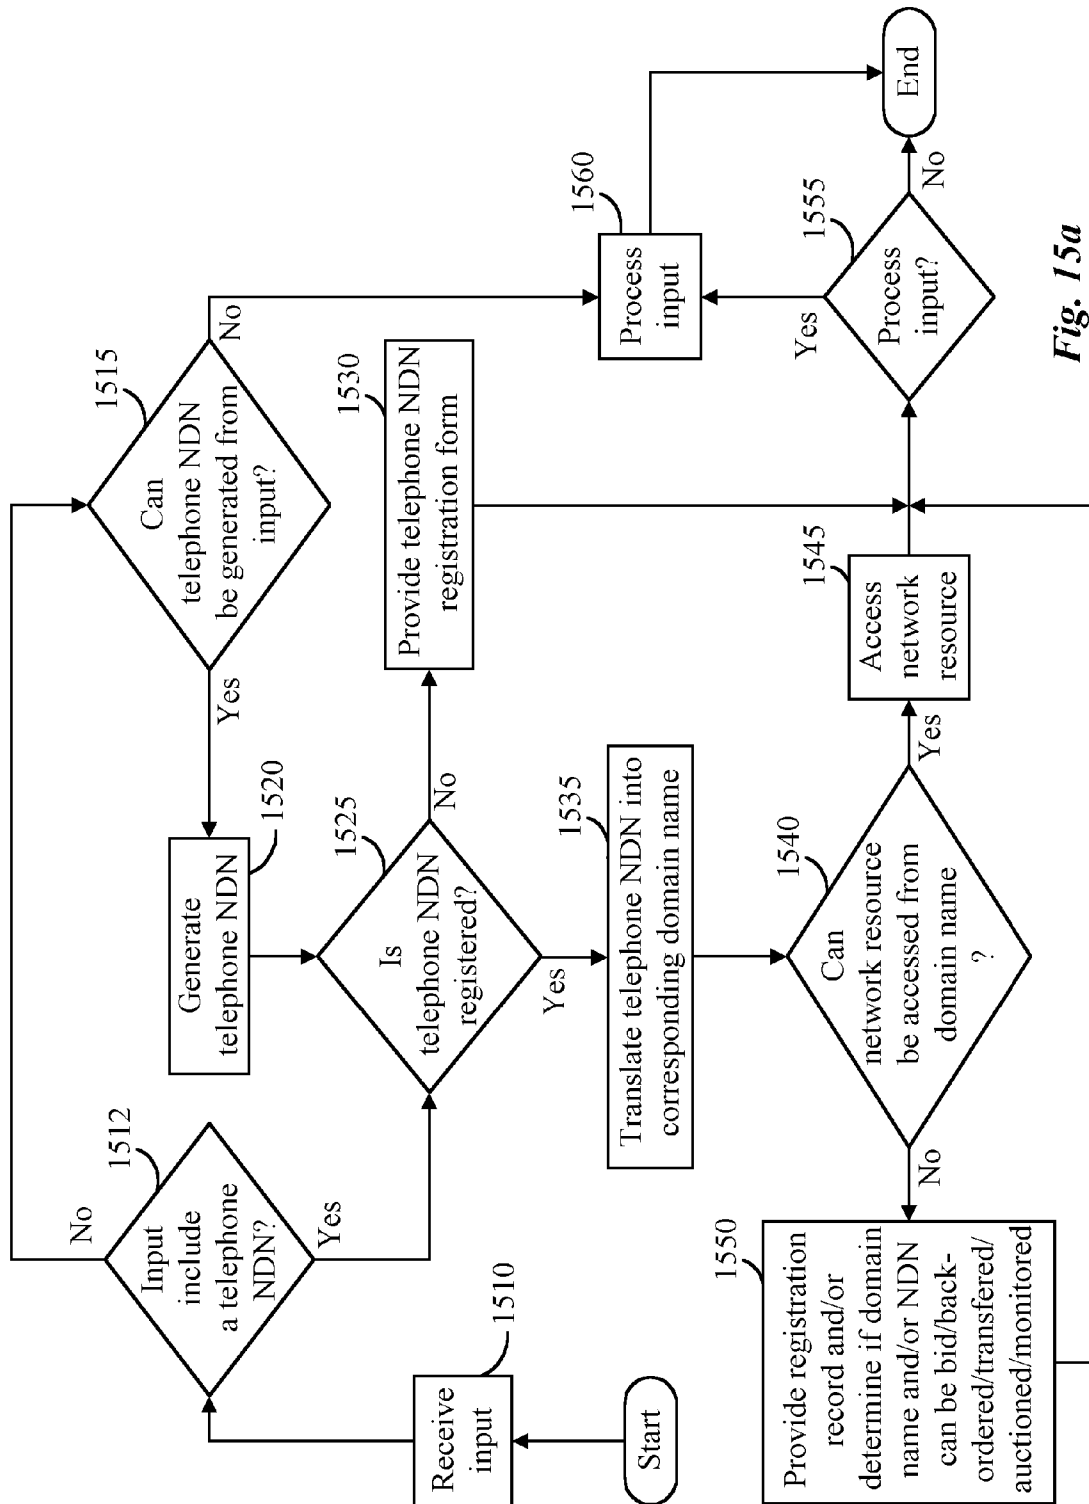 Start
Receive
input
1510
Input
include
a telephone
NDN?
1512
No
Yes
Can
telephone NDN
be generated from
input?
1515
Yes
No
Generate
telephone NDN
1520
Is
telephone NDN
registered?
1525
No
Yes
Provide telephone NDN
registration form
1530
Translate telephone NDN into
corresponding domain name
1535
Can
network resource
be accessed from
domain name
?
1540
Yes
No
Access
network
resource
1545
Provide registration
record and/or
determine if domain
name and/or NDN
can be bid/back-
ordered/transfered/
auctioned/monitored
1550
Process
input?
1555
Yes
No
Process
input
1560
End
Fig. 15a